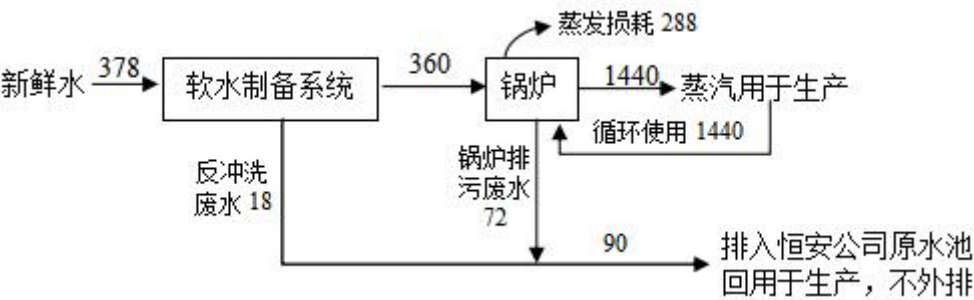 蒸发损耗 288
新鲜水
378
软水制备系统
360
锅炉
1440
蒸汽用于生产
循环使用 1440
反冲洗
废水 18
锅炉排
污废水
72
90
排入恒安公司原水池
回用于生产，不外排